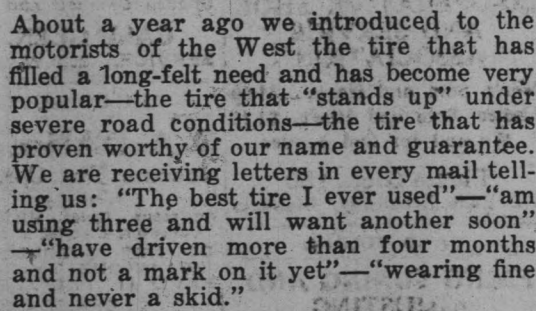 About a year ago we introduced to the
motorists of the West the tire that has
filled a long-felt need and has become very
popular—the tire that "stands up" under
severe road conditions—the tire that has
proven worthy of our name and guarantee.
We are receiving letters in every mail tell-
ing us: "The best tire I ever used"—"am
using three and will want another soon"
—"have driven more than four months
and not a mark on it yet"—"wearing fine
and never a skid."